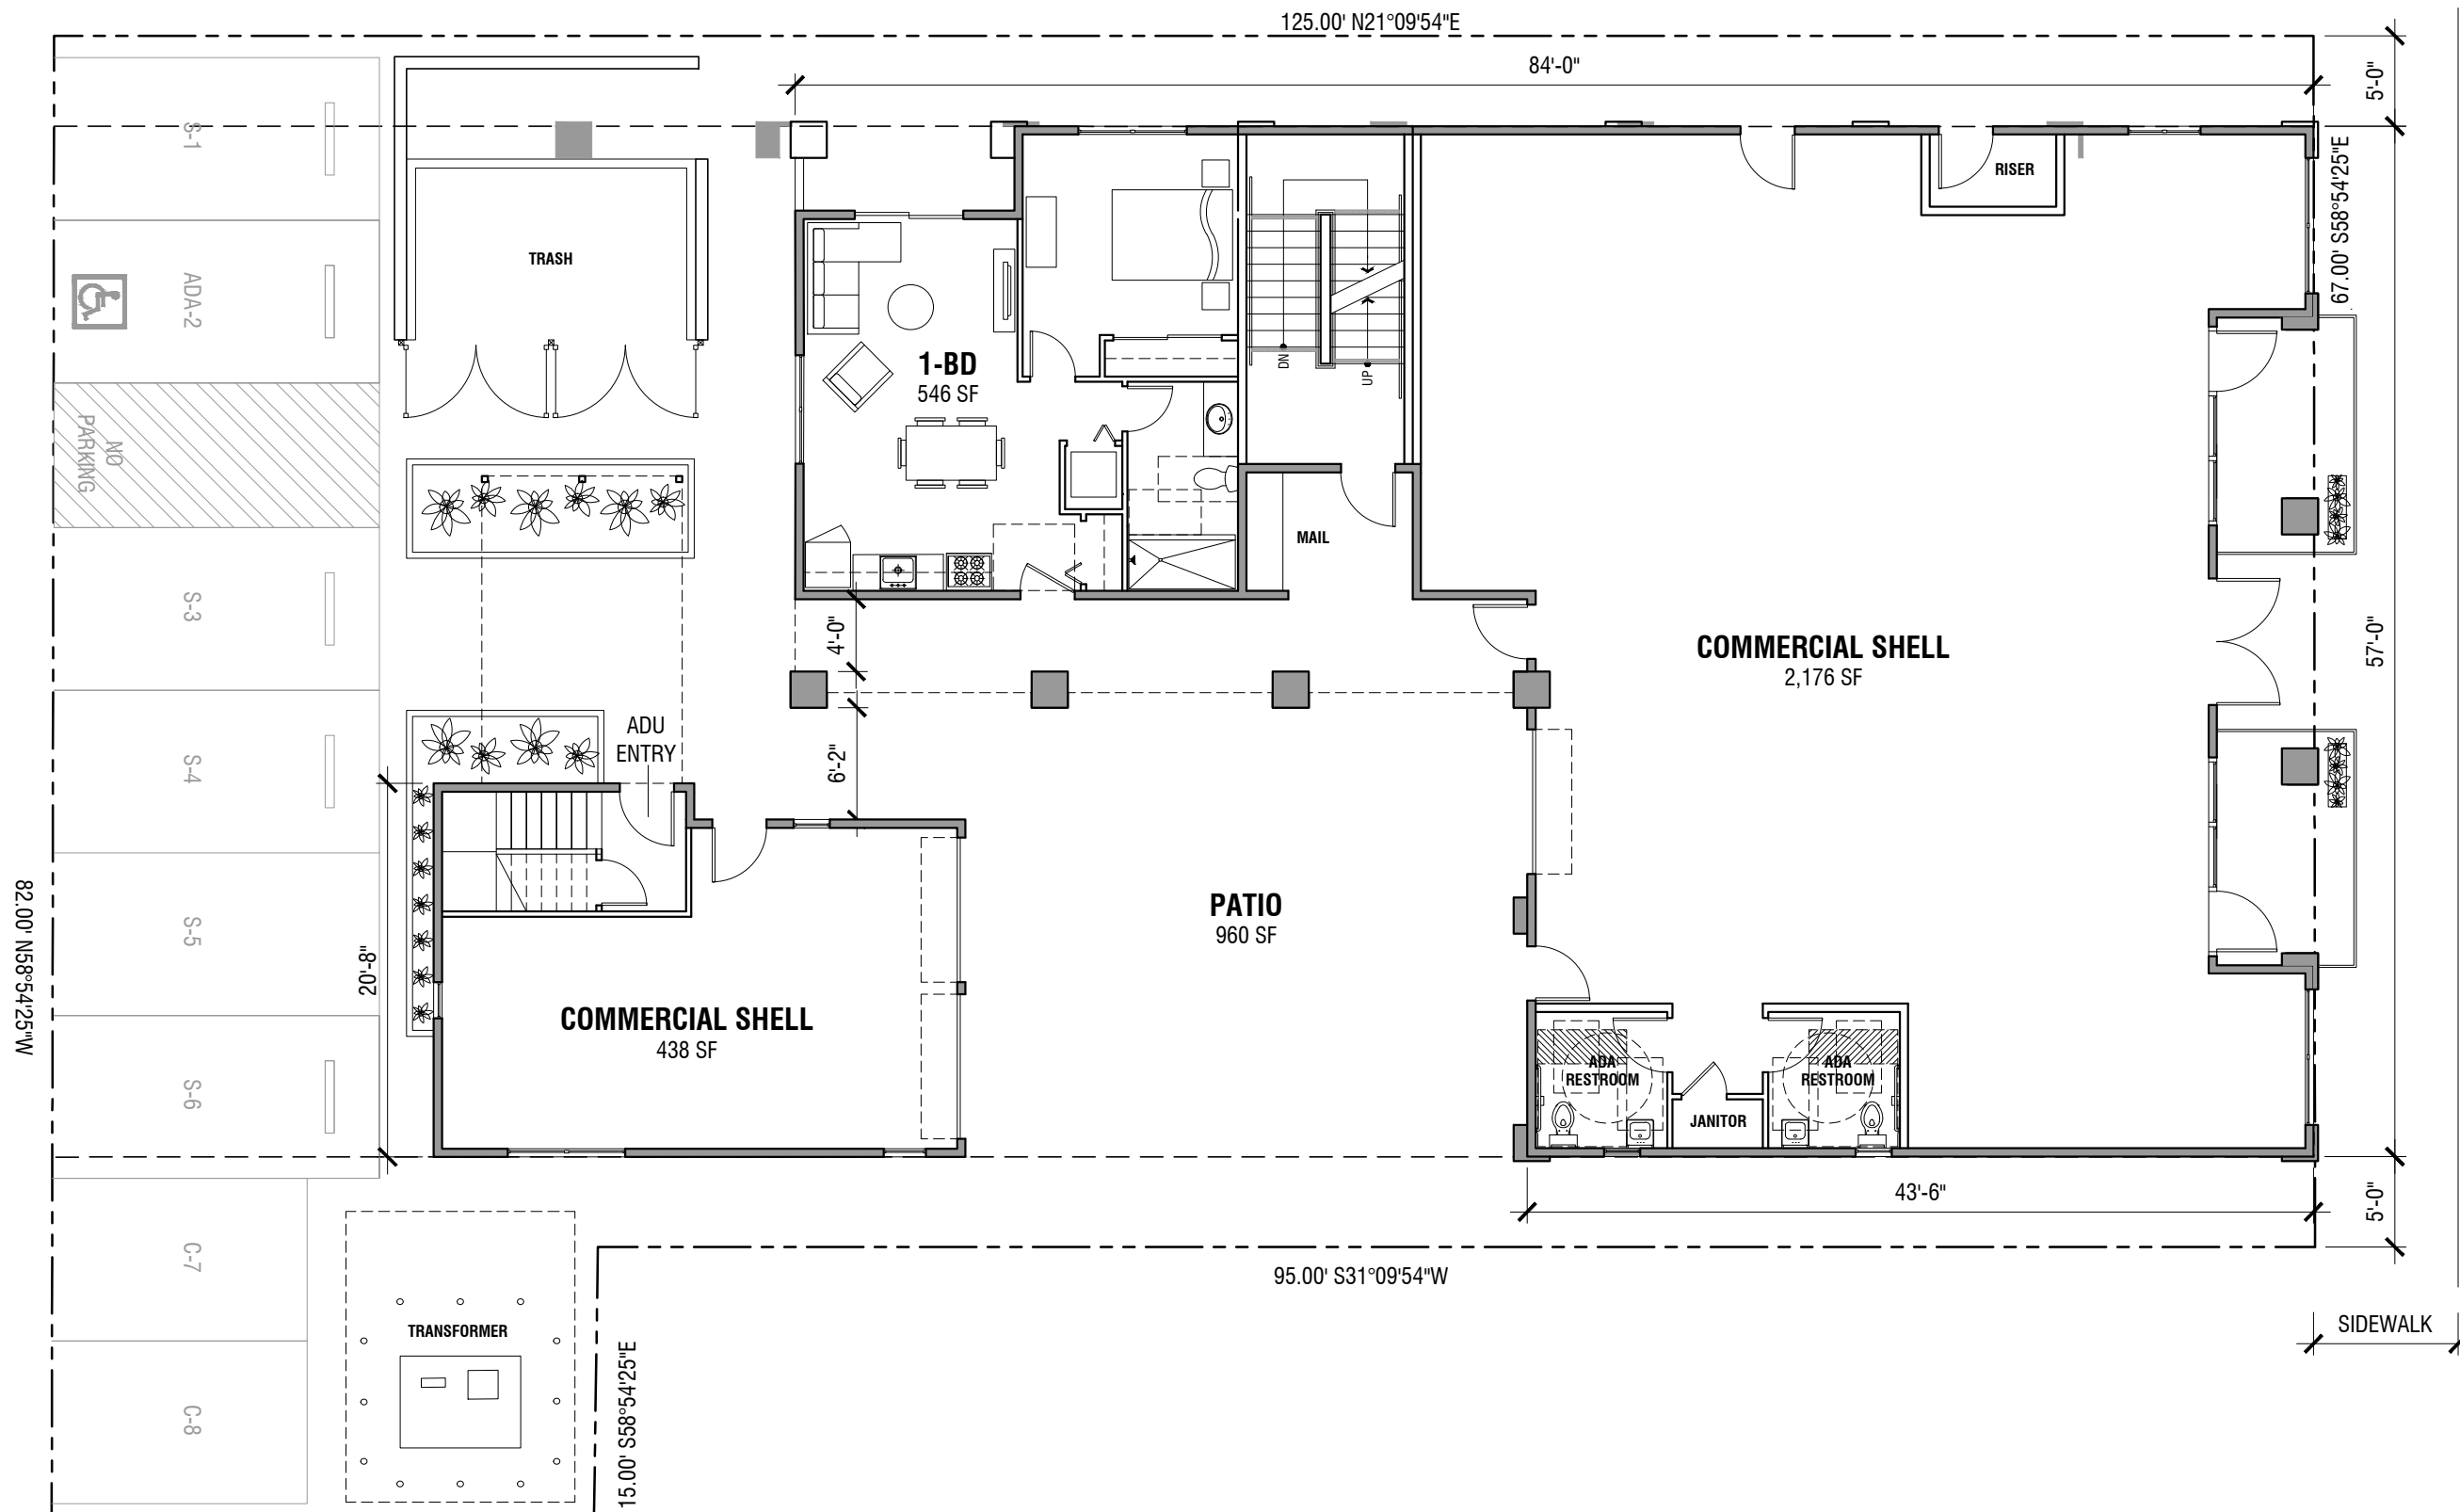 125.00' N21°09'54"E
84'-0"
5'-0"
S-1
RISER
67.00' S58°54'25"E
TRASH
ADA-2
1-BD
546 SF
DN
UP
NO
PARKING
MAIL
S-3
4'-0"
COMMERCIAL SHELL
2,176 SF
57'-0"
ADU
ENTRY
S-4
6'-2"
82.00' N58°54'25"W
S-5
20'-8"
PATIO
960 SF
COMMERCIAL SHELL
438 SF
S-6
ADA
RESTROOM
ADA
RESTROOM
JANITOR
43'-6"
5'-0"
C-7
95.00' S31°09'54"W
TRANSFORMER
SIDEWALK
15.00' S58°54'25"E
C-8